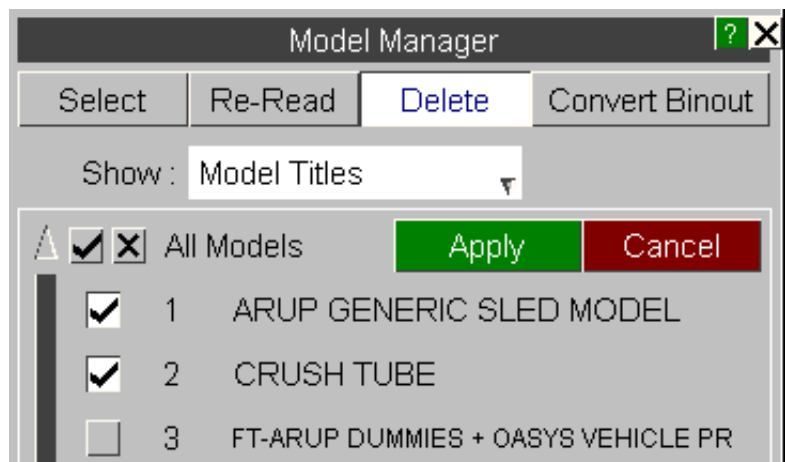 Model Manager ?
Select Re-Read Delete Convert Binout
Show : Model Titles
All Models Apply Cancel
1 ARUP GENERIC SLED MODEL
2 CRUSH TUBE
3 FT-ARUP DUMMIES + OASYS VEHICLE PR